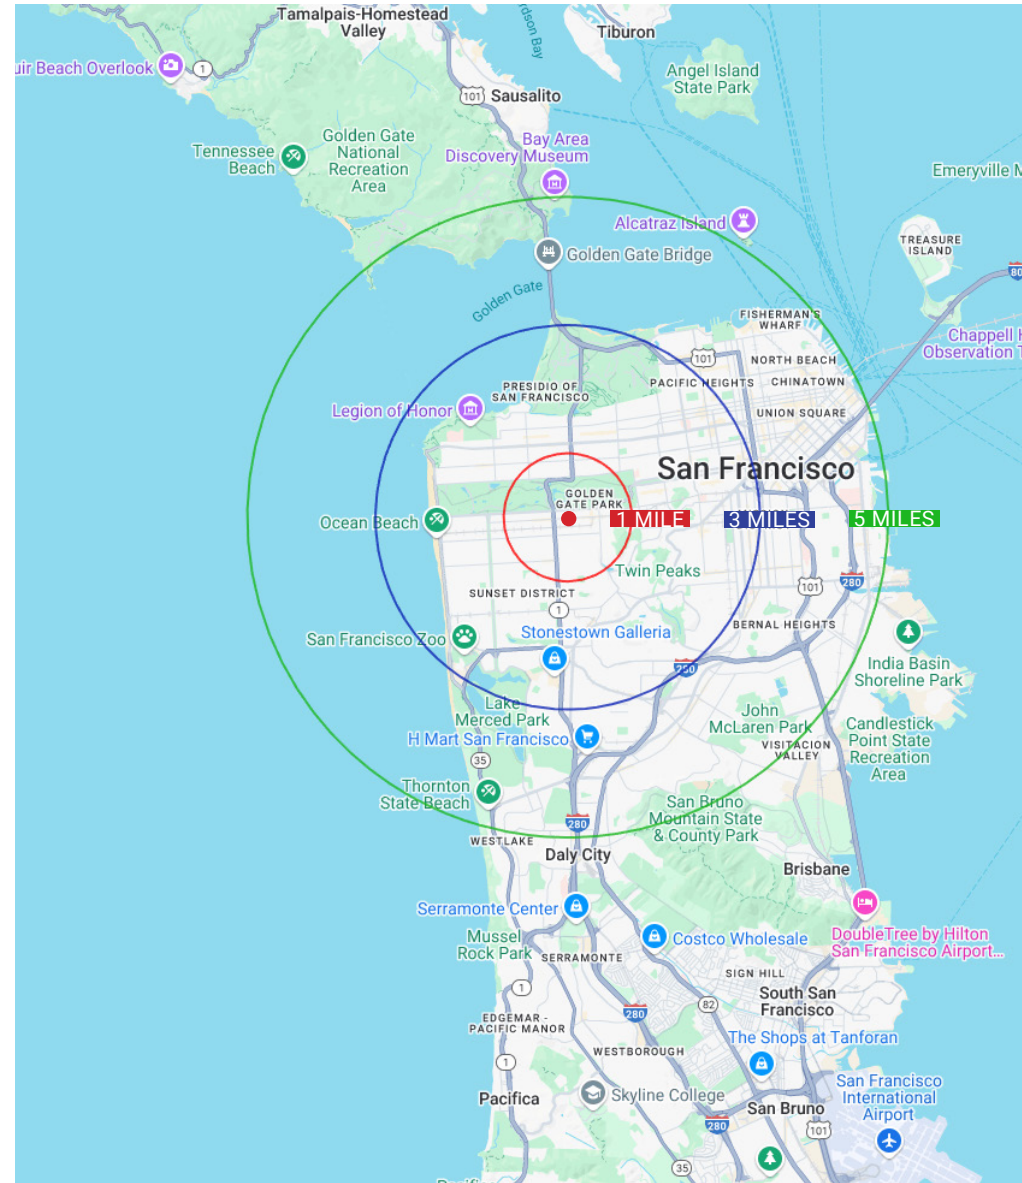 Tamalpais-Homestead
Valley
Tiburon
uir Beach Overlook
1
Angel Island
State Park
101
Sausalito
Golden Gate
National
Recreation
Area
Bay Area
Discovery Museum
Tennessee
Beach
Emeryville M
Alcatraz Island
TREASURE
ISLAND
Golden Gate Bridge
80
Golden Gate
FISHERMAN'S
WHARF
Chappell H
Observation T
101
NORTH BEACH
PRESIDIO OF
SAN FRANCISCO
PACIFIC HEIGHTS
CHINATOWN
Legion of Honor
UNION SQUARE
San Francisco
GOLDEN
GATE PARK
Ocean Beach
1 MILE
3 MILES
5 MILES
Twin Peaks
280
101
SUNSET DISTRICT
1
Stonestown Galleria
BERNAL HEIGHTS
San Francisco Zoo
280
India Basin
Shoreline Park
Lake
Merced Park
John
McLaren Park
H Mart San Francisco
VISITACION
VALLEY
Candlestick
Point State
Recreation
Area
35
Thornton
State Beach
San Bruno
Mountain State
& County Park
280
WESTLAKE
Daly City
Brisbane
Serramonte Center
Mussel
Rock Park
Costco Wholesale
DoubleTree by Hilton
San Francisco Airport...
SERRAMONTE
SIGN HILL
1
South San
Francisco
82
280
EDGEMAR -
PACIFIC MANOR
The Shops at Tanforan
WESTBOROUGH
1
San Francisco
International
Airport
Pacifica
Skyline College
San Bruno
280
101
35